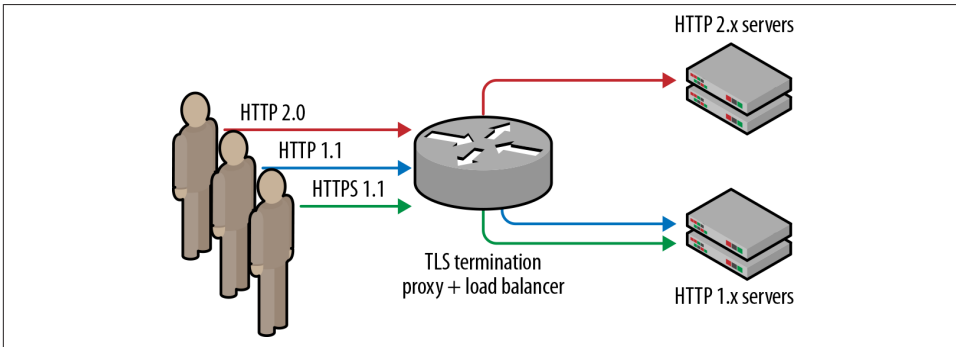 HTTP 2.x servers
HTTP 2.0
HTTP 1.1
HTTPS 1.1
TLS termination
proxy + load balancer
HTTP 1.x servers